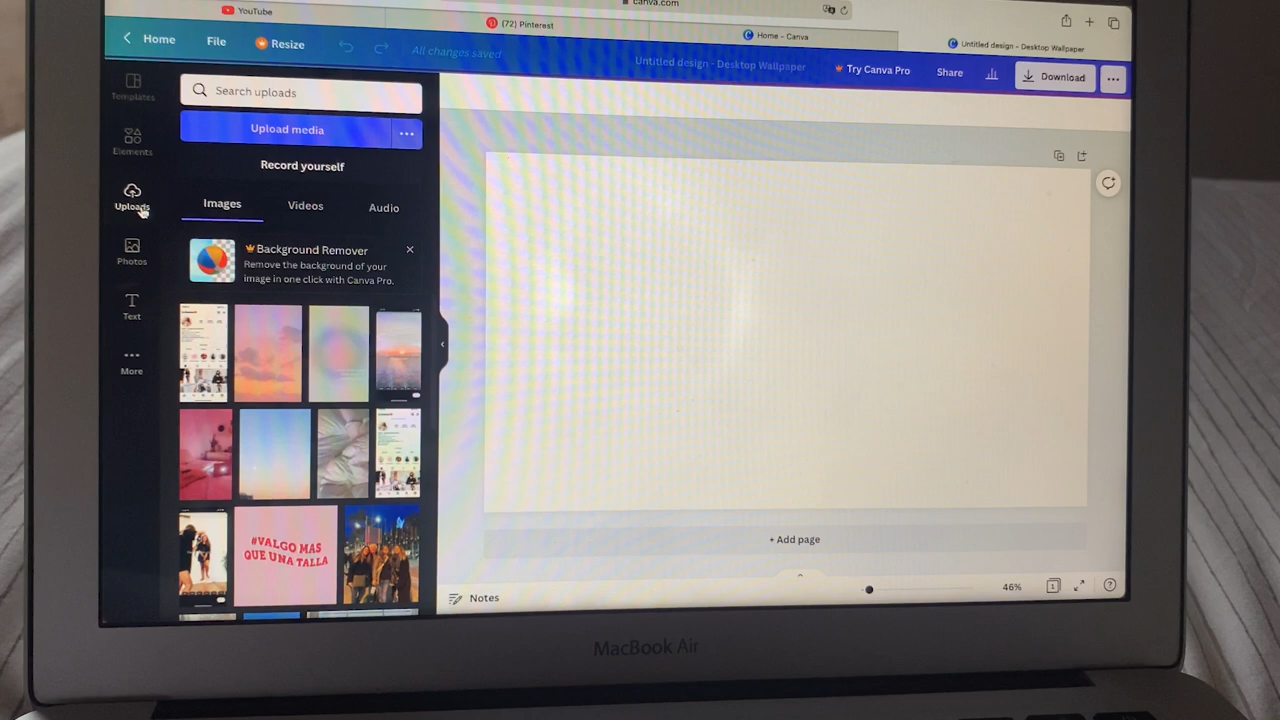 canva.com
YouTube
(72) Pinterest
Home – Canva
Untitled design – Desktop Wallpaper
Home
File
Resize
All changes saved
Untitled design - Desktop Wallpaper
Try Canva Pro
Share
Download
Templates
Elements
Uploads
Photos
Text
More
Search uploads
Upload media
Record yourself
Images
Videos
Audio
Background Remover
Remove the background of your
image in one click with Canva Pro.
#VALGO MAS
QUE UNA TALLA
+ Add page
Notes
46%
1
?
MacBook Air